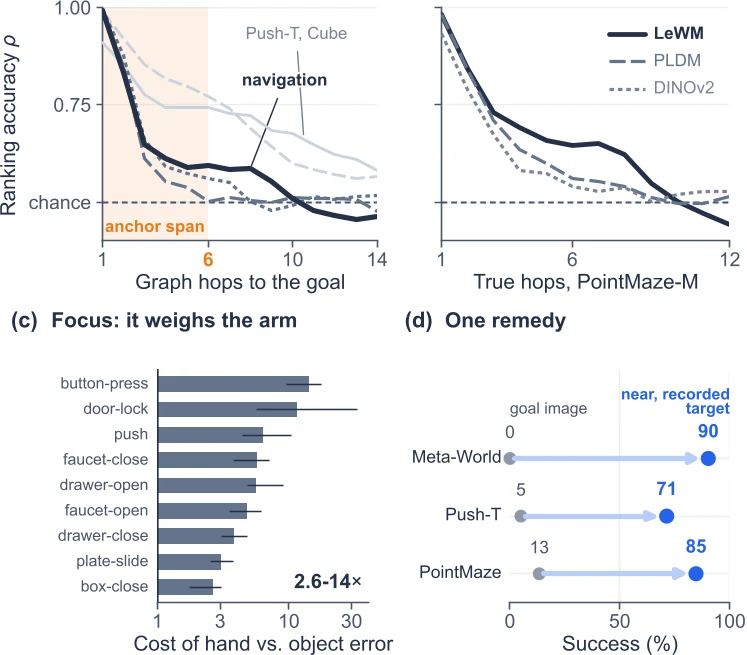 Ranking accuracy ρ
1.00
0.75
chance
Push-T, Cube
navigation
anchor span
1
6
10
14
Graph hops to the goal
LeWM
PLDM
DINOv2
1
6
12
True hops, PointMaze-M
(c) Focus: it weighs the arm
button-press
door-lock
push
faucet-close
drawer-open
faucet-open
drawer-close
plate-slide
box-close
2.6-14×
1
3
10
30
Cost of hand vs. object error
(d) One remedy
goal image
near, recorded
target
0
90
Meta-World
5
71
Push-T
13
85
PointMaze
0
50
100
Success (%)